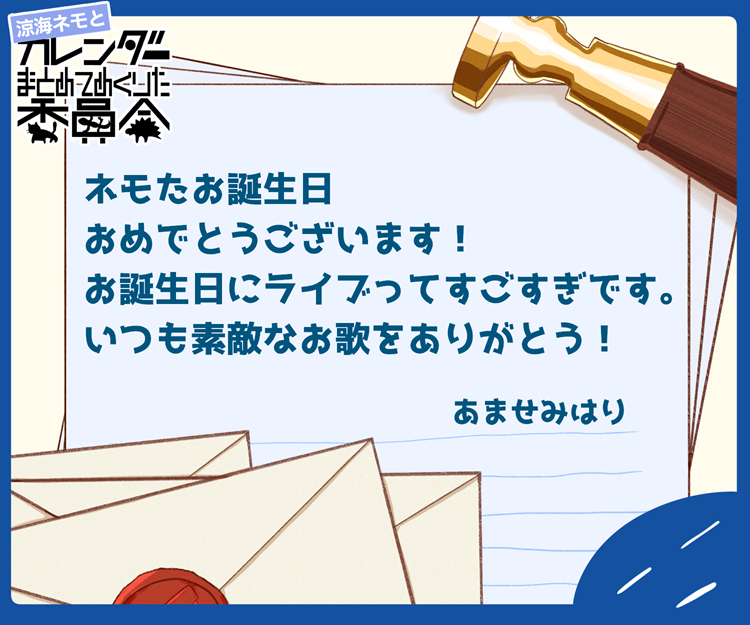 涼海ネモと
カレンダー
まとめてめくりた
委員会
ネモたお誕生日
おめでとうございます！
お誕生日にライブってすごすぎです。
いつも素敵なお歌をありがとう！
あませみはり